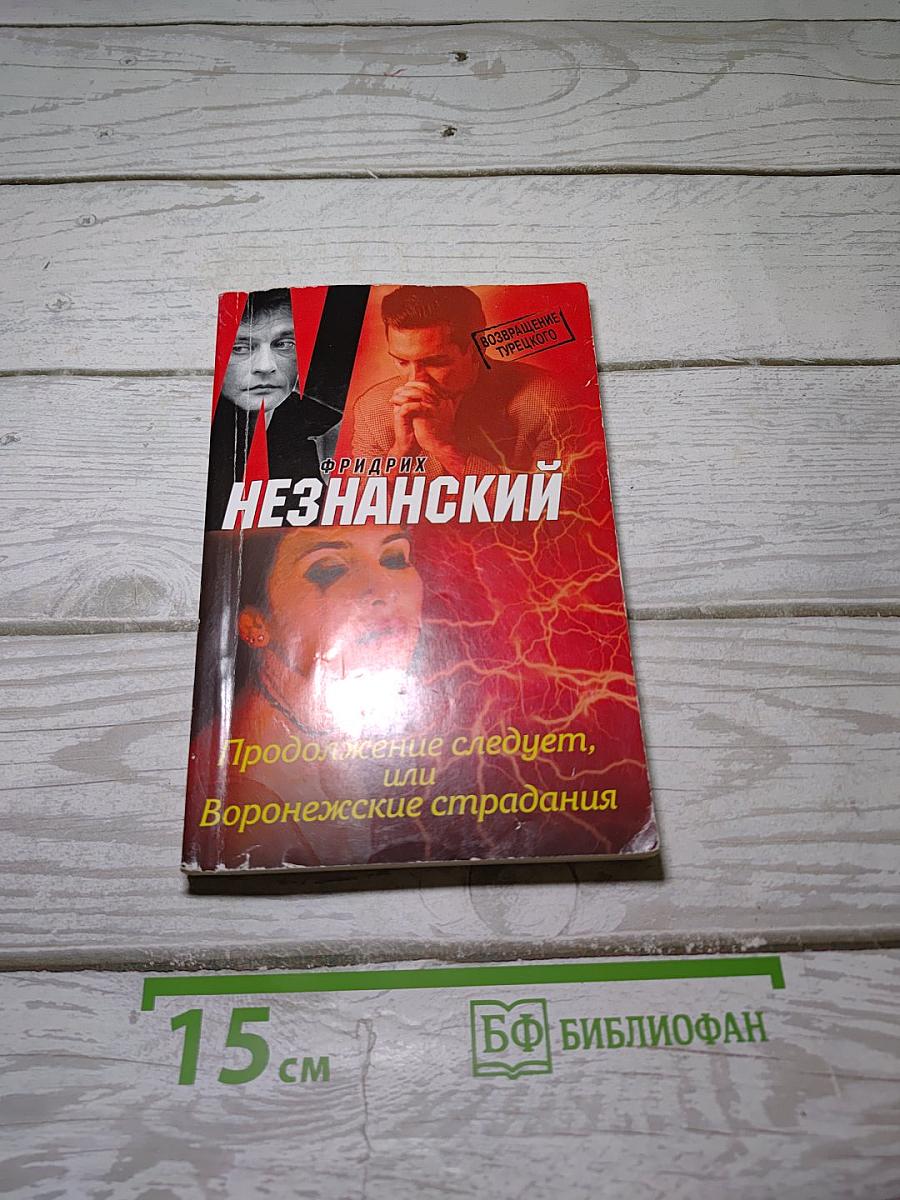 ВОЗВРАЩЕНИЕ
ТУРЕЦКОГО
ФРИДРИХ
НЕЗНАНСКИЙ
Продолжение следует,
или
Воронежские страдания
15 см
БФ БИБЛИОФАН